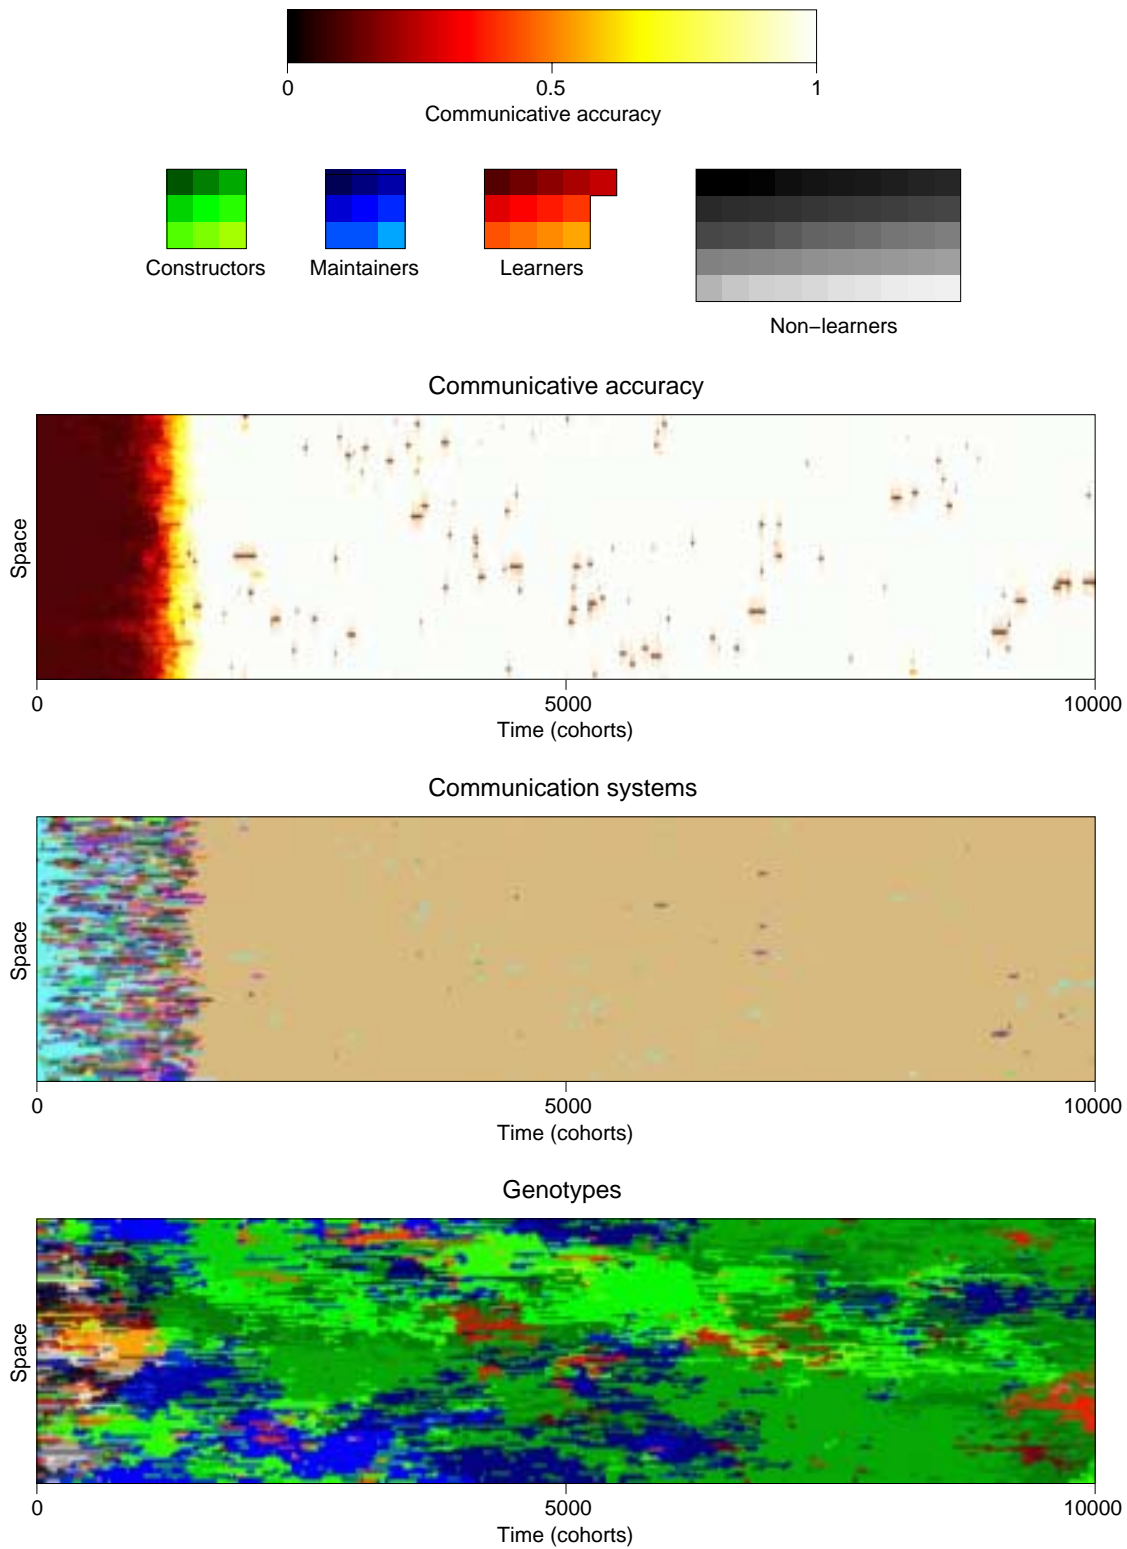 0 0.5 1
Communicative accuracy
Constructors Maintainers Learners
Non−learners
Communicative accuracy
Space
0 5000 10000
Time (cohorts)
Communication systems
Space
0 5000 10000
Time (cohorts)
Genotypes
Space
0 5000 10000
Time (cohorts)